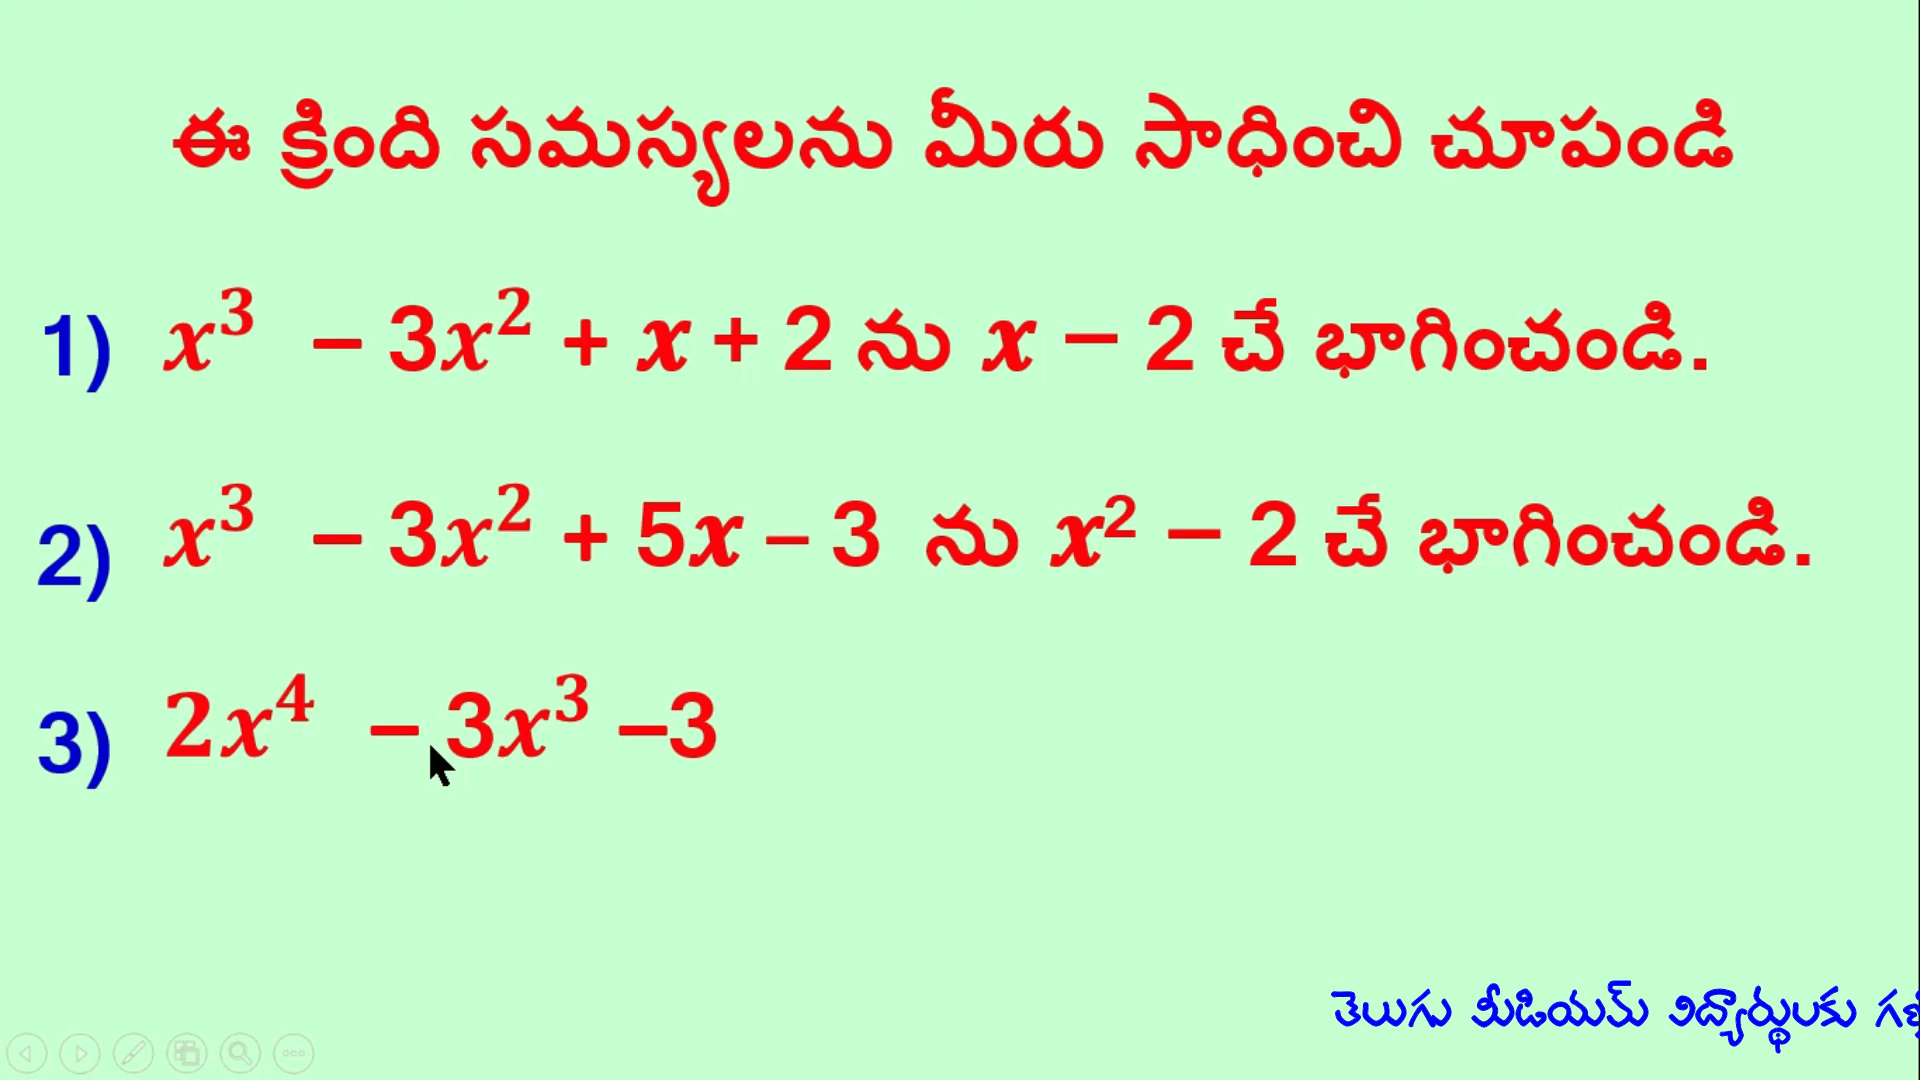 ఈ క్రింది సమస్యలను మీరు సాధించి చూపండి
1) x³ – 3x² + x + 2 ను x – 2 చే భాగించండి.
2) x³ – 3x² + 5x – 3 ను x² – 2 చే భాగించండి.
3) 2x⁴ – 3x³ –3
తెలుగు మీడియమ్ విద్యార్థులకు